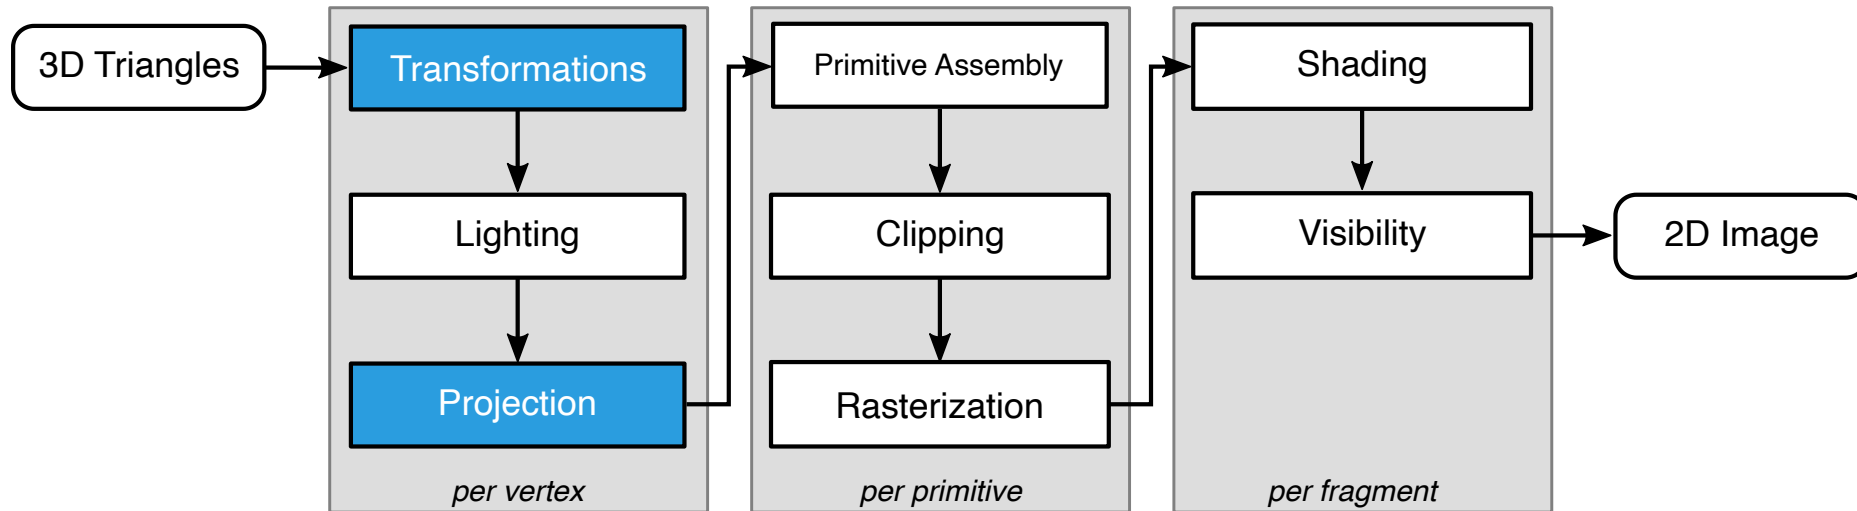 3D Triangles
Transformations
Lighting
Projection
per vertex
Primitive Assembly
Clipping
Rasterization
per primitive
Shading
Visibility
per fragment
2D Image